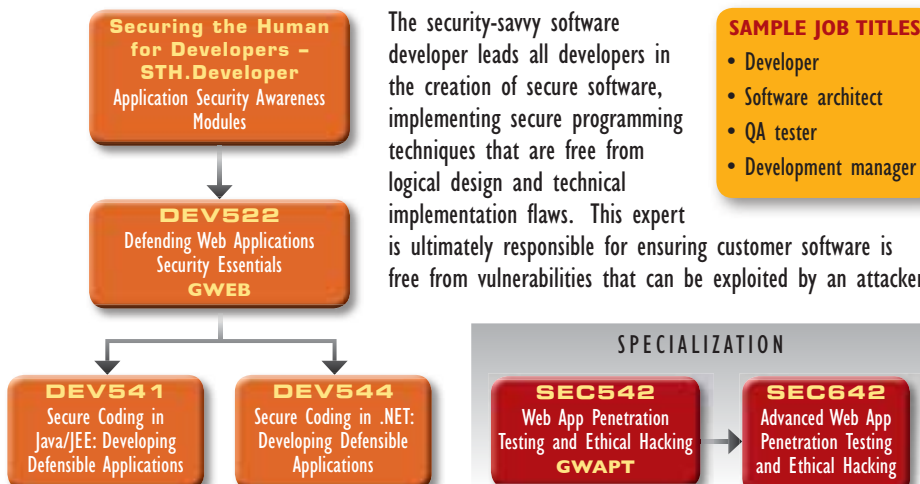 Securing the Human
for Developers –
STH.Developer
Application Security Awareness
Modules
The security-savvy software
developer leads all developers in
the creation of secure software,
implementing secure programming
techniques that are free from
logical design and technical
implementation flaws. This expert
is ultimately responsible for ensuring customer software is
free from vulnerabilities that can be exploited by an attacker
SAMPLE JOB TITLES
• Developer
• Software architect
• QA tester
• Development manager
DEV522
Defending Web Applications
Security Essentials
GWEB
DEV541
Secure Coding in
Java/JEE: Developing
Defensible Applications
DEV544
Secure Coding in .NET:
Developing Defensible
Applications
SPECIALIZATION
SEC542
Web App Penetration
Testing and Ethical Hacking
GWAPT
SEC642
Advanced Web App
Penetration Testing
and Ethical Hacking